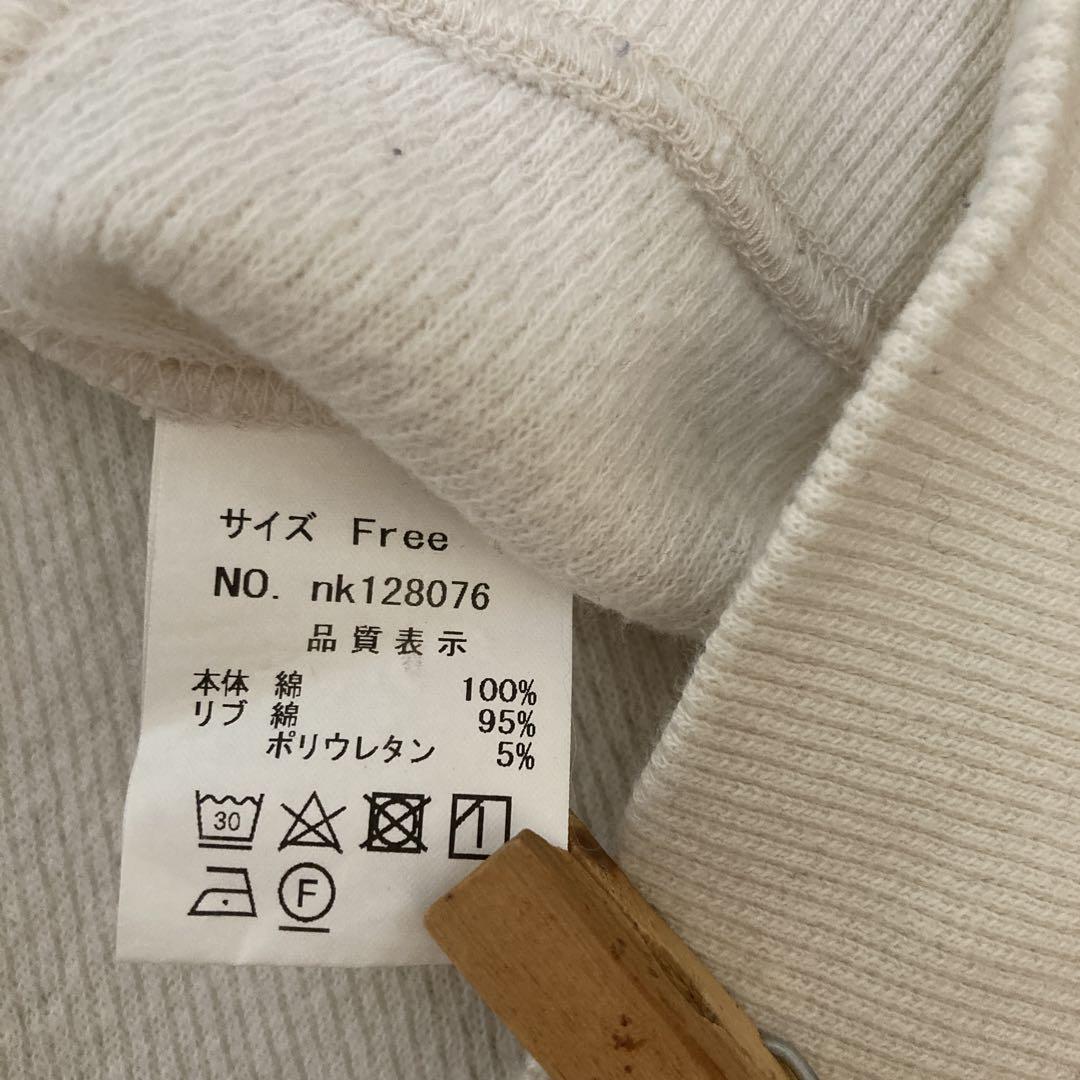 サイズ Free
NO. nk128076
品質表示
本体 綿 100%
リブ 綿 95%
ポリウレタン 5%
30
F